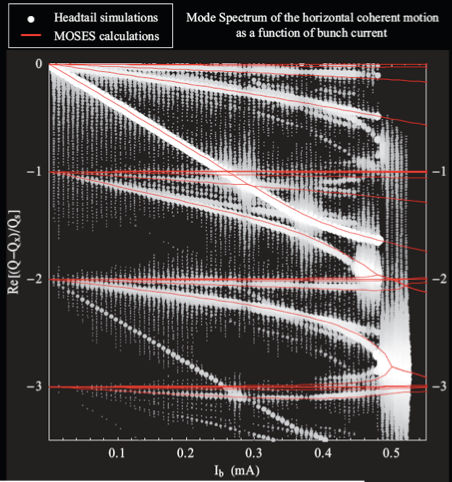 Headtail simulations
MOSES calculations
Mode Spectrum of the horizontal coherent motion
as a function of bunch current
0
−1
−1
−2
−2
−3
−3
Re[(Q-Qx)/Qs]
0.1 0.2 0.3 0.4 0.5
Ib (mA)